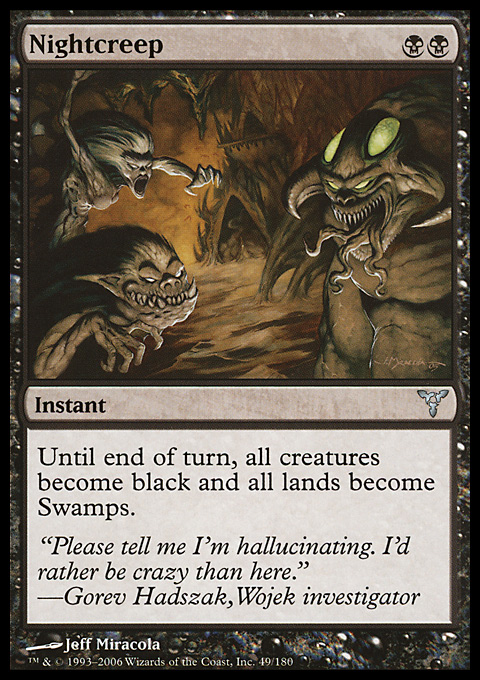 Nightcreep
Instant
Until end of turn, all creatures
become black and all lands become
Swamps.
“Please tell me I’m hallucinating. I’d
rather be crazy than here.”
—Gorev Hadszak, Wojek investigator
Jeff Miracola
™ & © 1993–2006 Wizards of the Coast, Inc. 49/180